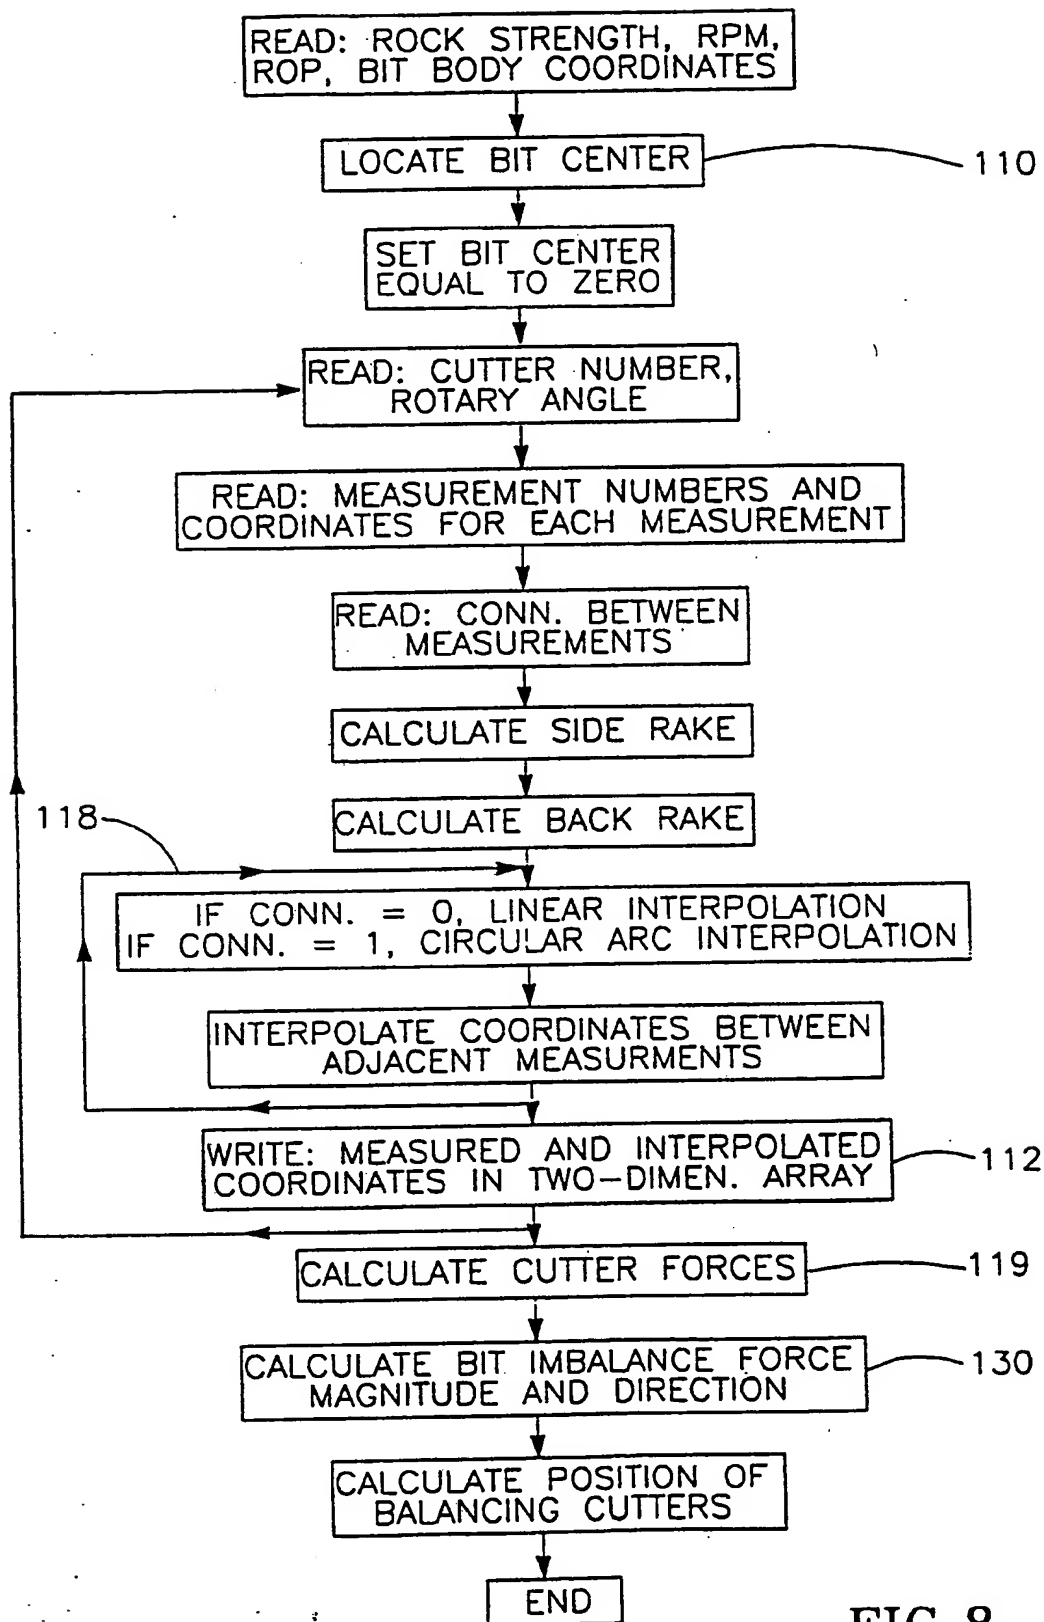 READ: ROCK STRENGTH, RPM,
ROP, BIT BODY COORDINATES
LOCATE BIT CENTER
110
SET BIT CENTER
EQUAL TO ZERO
READ: CUTTER NUMBER,
ROTARY ANGLE
READ: MEASUREMENT NUMBERS AND
COORDINATES FOR EACH MEASUREMENT
READ: CONN. BETWEEN
MEASUREMENTS
CALCULATE SIDE RAKE
CALCULATE BACK RAKE
118
IF CONN. = 0, LINEAR INTERPOLATION
IF CONN. = 1, CIRCULAR ARC INTERPOLATION
INTERPOLATE COORDINATES BETWEEN
ADJACENT MEASURMENTS
WRITE: MEASURED AND INTERPOLATED
COORDINATES IN TWO-DIMEN. ARRAY
112
CALCULATE CUTTER FORCES
119
CALCULATE BIT IMBALANCE FORCE
MAGNITUDE AND DIRECTION
130
CALCULATE POSITION OF
BALANCING CUTTERS
END
FIG. 8